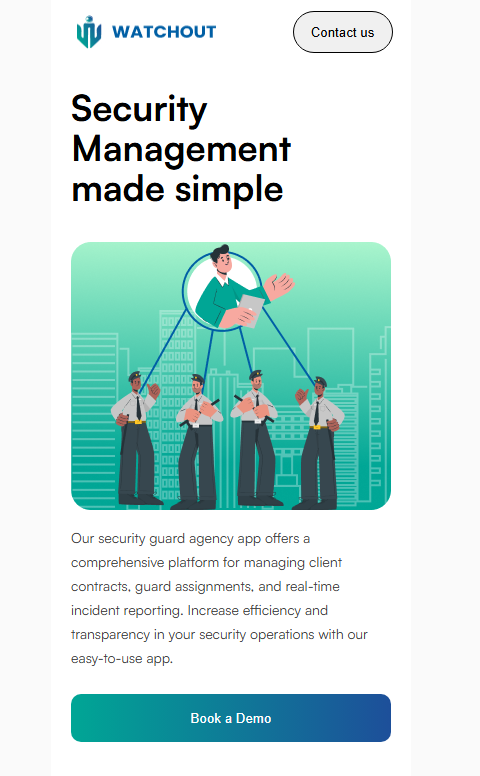 WATCHOUT
Contact us
Security
Management
made simple
Our security guard agency app offers a
comprehensive platform for managing client
contracts, guard assignments, and real-time
incident reporting. Increase efficiency and
transparency in your security operations with our
easy-to-use app.
Book a Demo